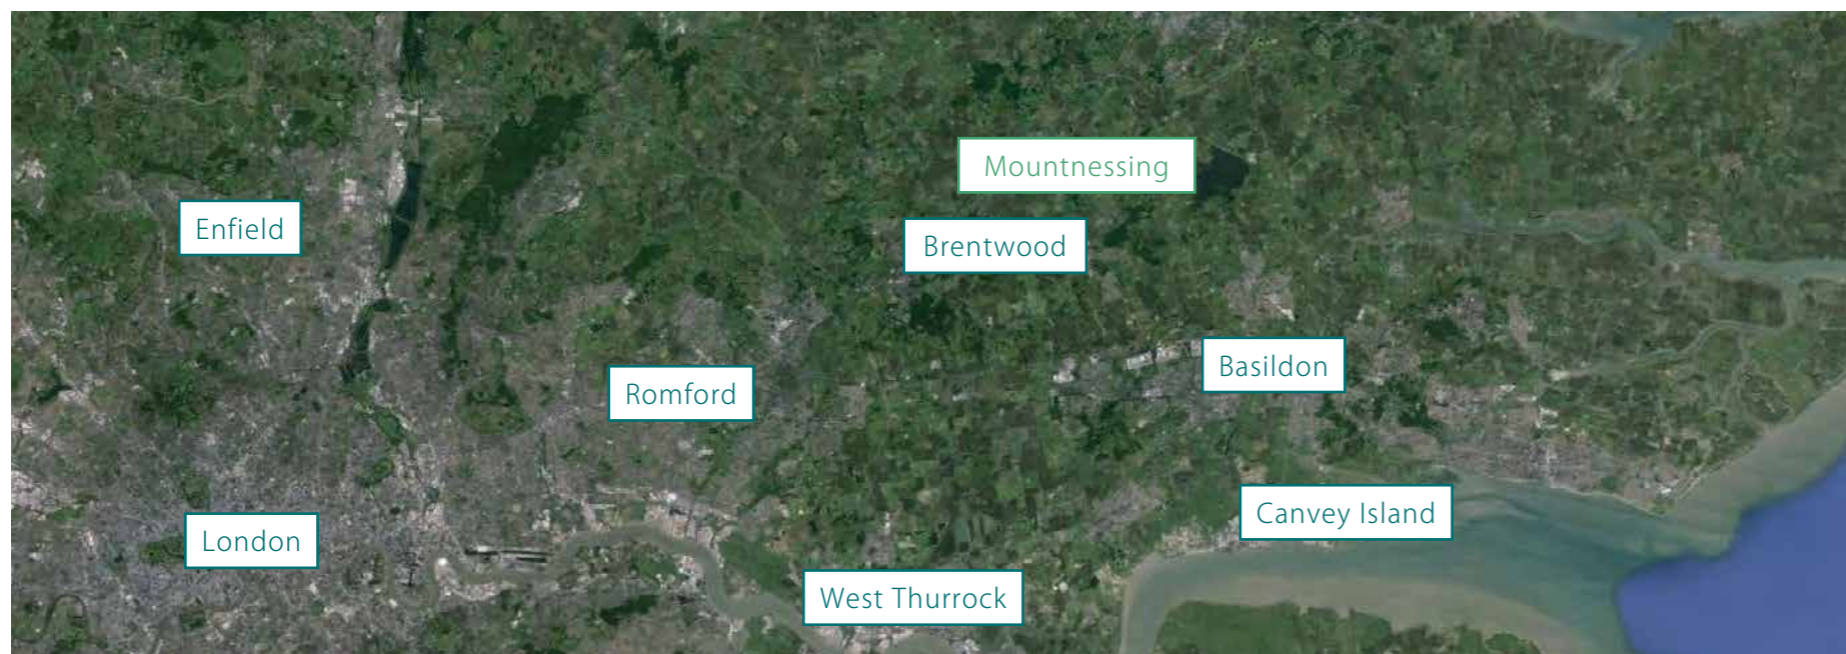 Mountnessing
Enfield
Brentwood
Basildon
Romford
Canvey Island
London
West Thurrock